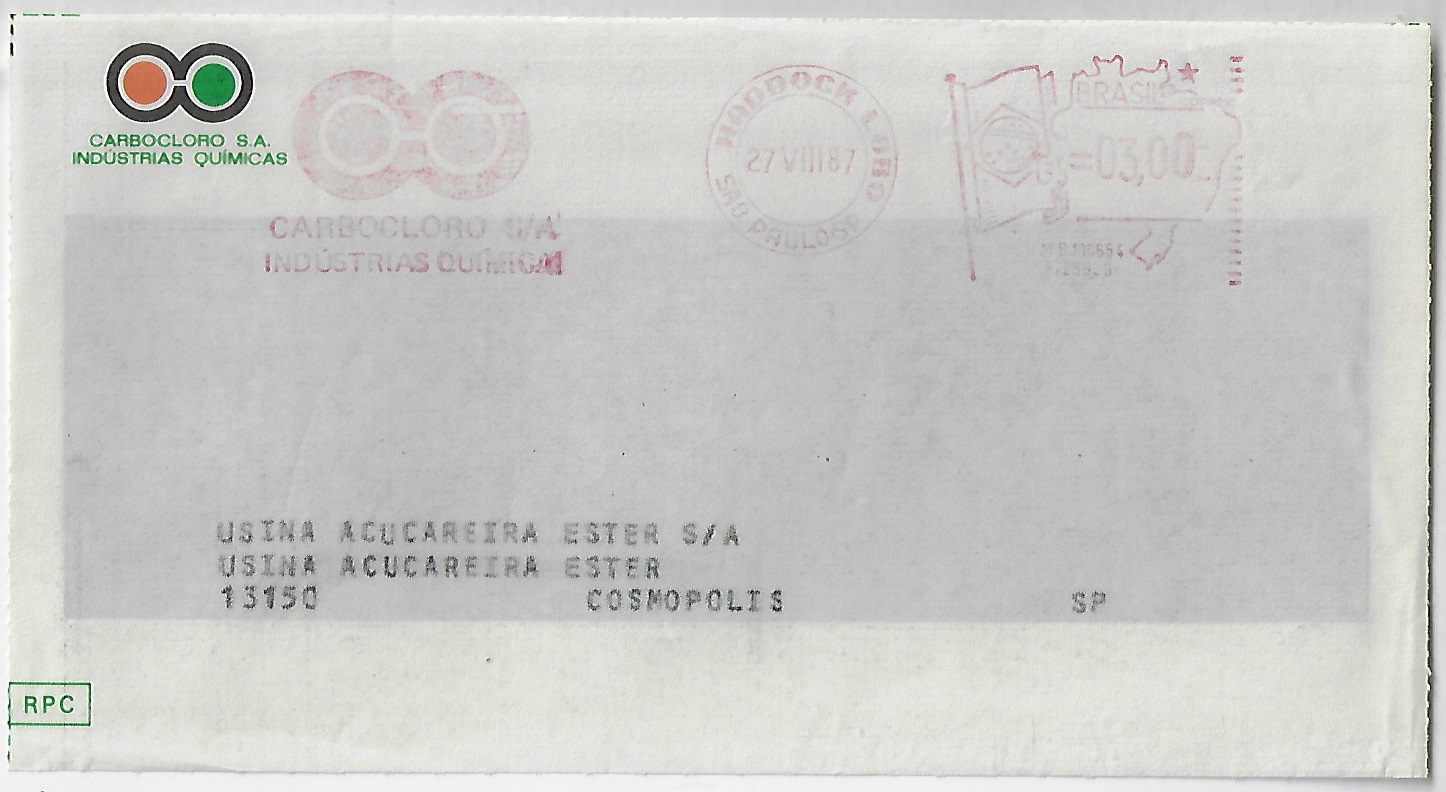 CARBOCLORO S.A.
INDÚSTRIAS QUÍMICAS
CARBOCLORO S/A
INDÚSTRIAS QUÍMICAS
HADDOCK LOBO
27 VIII 87
SÃO PAULO-SP
BRASIL
=03,00
USINA ACUCAREIRA ESTER S/A
USINA ACUCAREIRA ESTER
13150 COSMOPOLIS SP
RPC